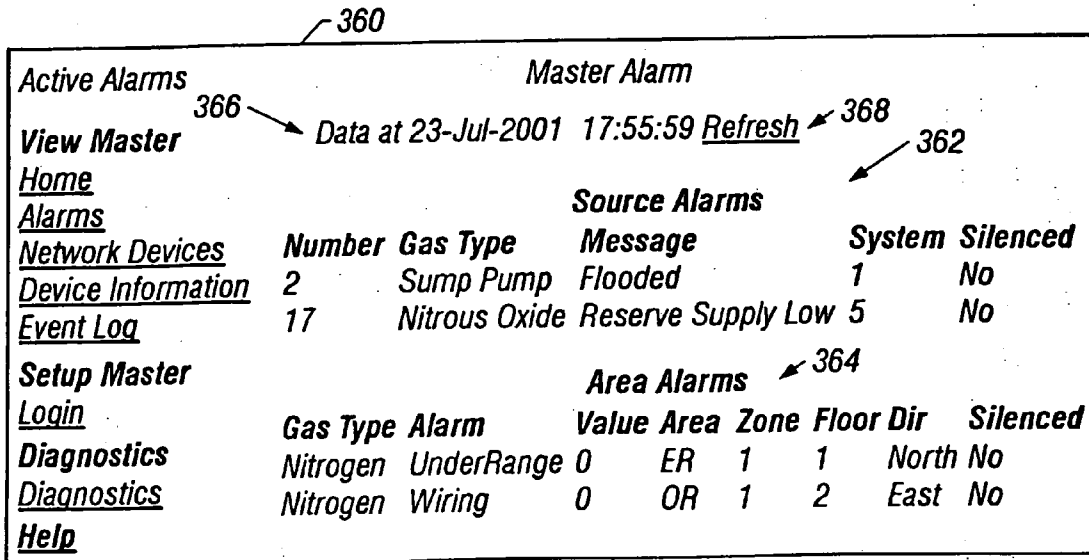 360
Active Alarms Master Alarm
366 Data at 23-Jul-2001 17:55:59 Refresh 368
View Master 362
Home
Alarms Source Alarms
Network Devices Number Gas Type Message System Silenced
Device Information 2 Sump Pump Flooded 1 No
Event Log 17 Nitrous Oxide Reserve Supply Low 5 No
Setup Master Area Alarms 364
Login Gas Type Alarm Value Area Zone Floor Dir Silenced
Diagnostics Nitrogen UnderRange 0 ER 1 1 North No
Diagnostics Nitrogen Wiring 0 OR 1 2 East No
Help